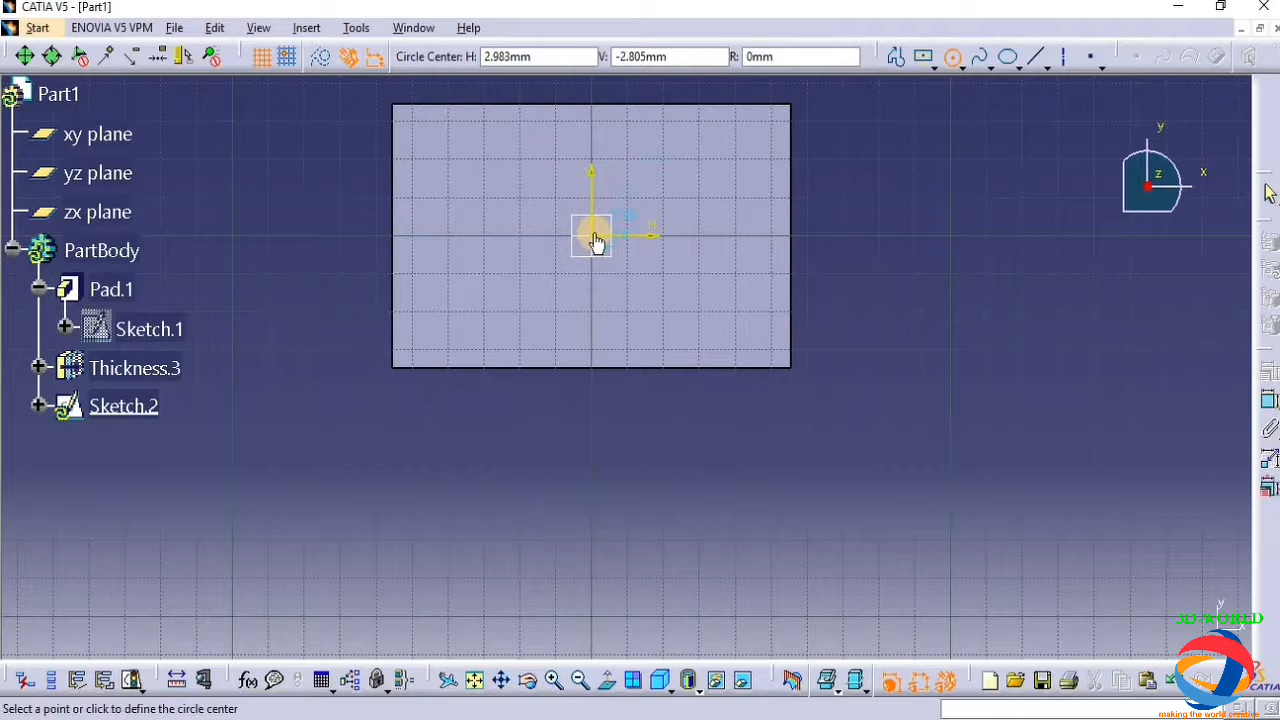 CATIA V5 - [Part1]
Start ENOVIA V5 VPM File Edit View Insert Tools Window Help
Circle Center: H: 2.983mm V: -2.805mm R: 0mm
Part1
xy plane
yz plane
zx plane
PartBody
Pad.1
Sketch.1
Thickness.3
Sketch.2
y
z
x
H
y
3D WORLD
f(x)
CATIA
making the world creative
Select a point or click to define the circle center